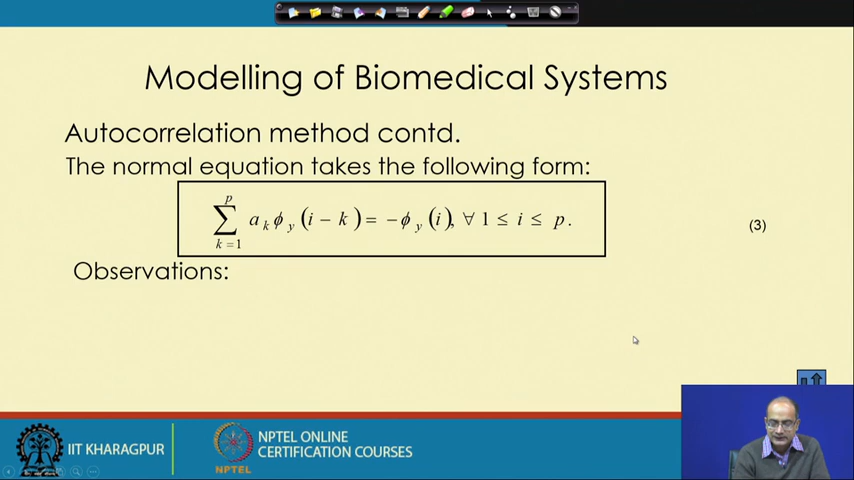 Modelling of Biomedical Systems
Autocorrelation method contd.
The normal equation takes the following form:
∑_{k=1}^{p} a_k ϕ_y (i − k) = −ϕ_y (i), ∀ 1 ≤ i ≤ p.
(3)
Observations:
IIT KHARAGPUR
NPTEL
NPTEL ONLINE
CERTIFICATION COURSES